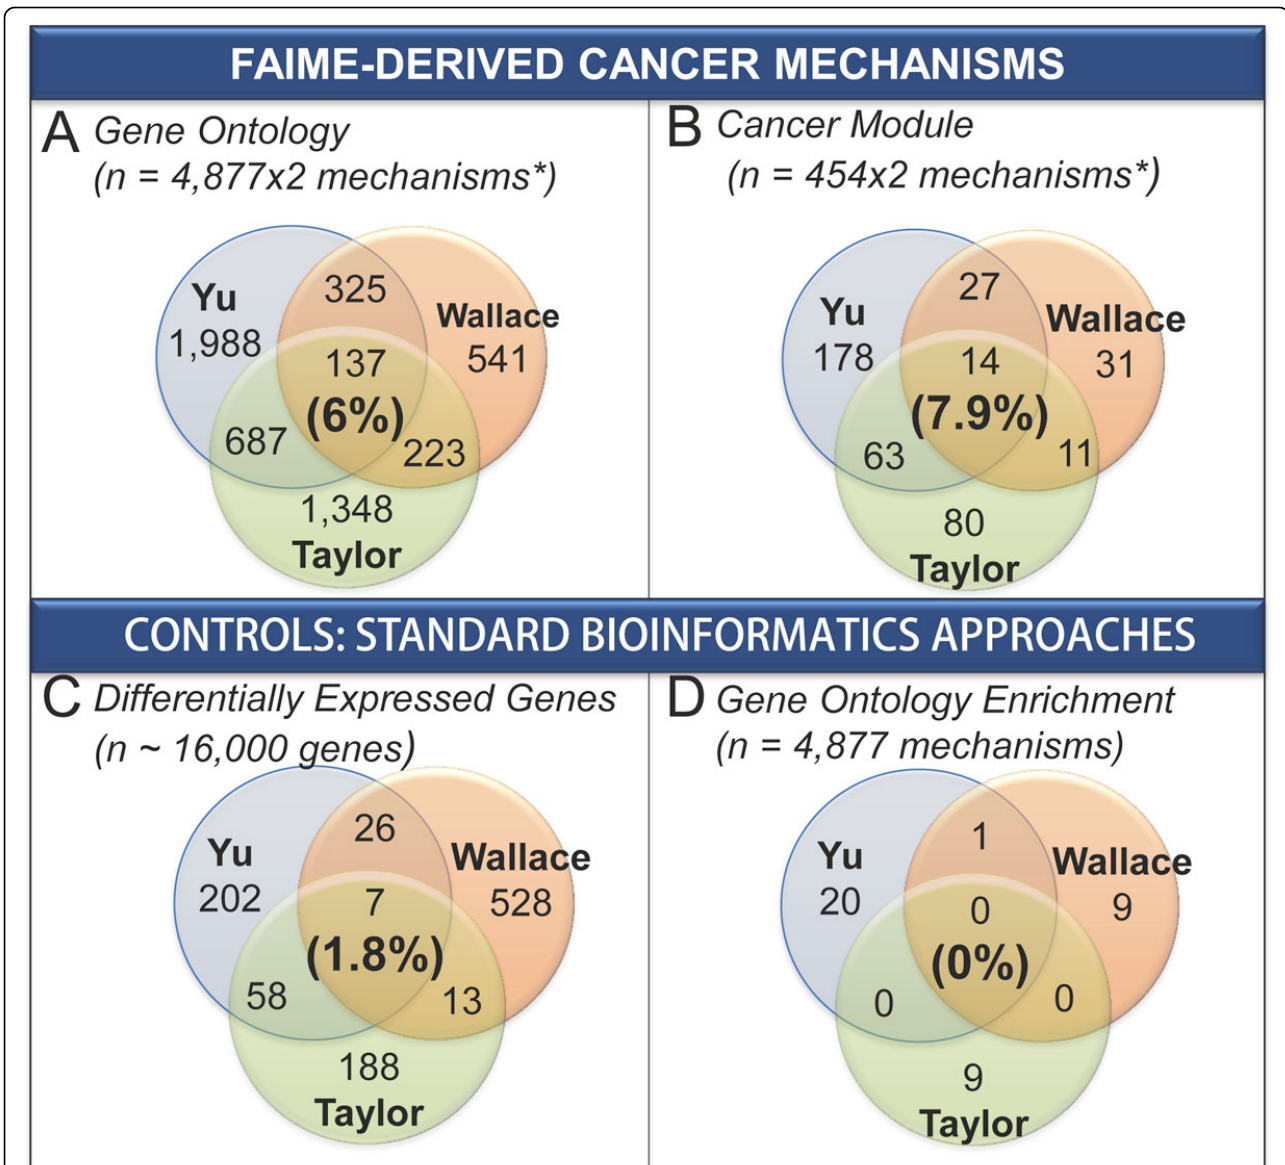 FAIME-DERIVED CANCER MECHANISMS
A Gene Ontology
(n = 4,877x2 mechanisms*)
325
Yu
Wallace
1,988
137
541
(6%)
687
223
1,348
Taylor
B Cancer Module
(n = 454x2 mechanisms*)
27
Yu
Wallace
178
14
31
(7.9%)
63
11
80
Taylor
CONTROLS: STANDARD BIOINFORMATICS APPROACHES
C Differentially Expressed Genes
(n ~ 16,000 genes)
26
Yu
Wallace
202
7
528
(1.8%)
58
13
188
Taylor
D Gene Ontology Enrichment
(n = 4,877 mechanisms)
1
Yu
Wallace
20
0
9
(0%)
0
0
9
Taylor